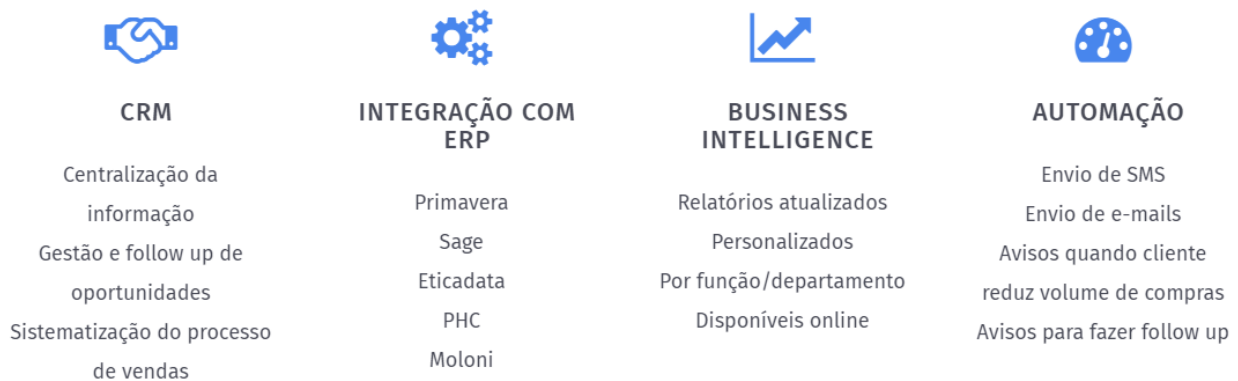 CRM
Centralização da
informação
Gestão e follow up de
oportunidades
Sistematização do processo
de vendas
INTEGRAÇÃO COM
ERP
Primavera
Sage
Eticadata
PHC
Moloni
BUSINESS
INTELLIGENCE
Relatórios atualizados
Personalizados
Por função/departamento
Disponíveis online
AUTOMAÇÃO
Envio de SMS
Envio de e-mails
Avisos quando cliente
reduz volume de compras
Avisos para fazer follow up